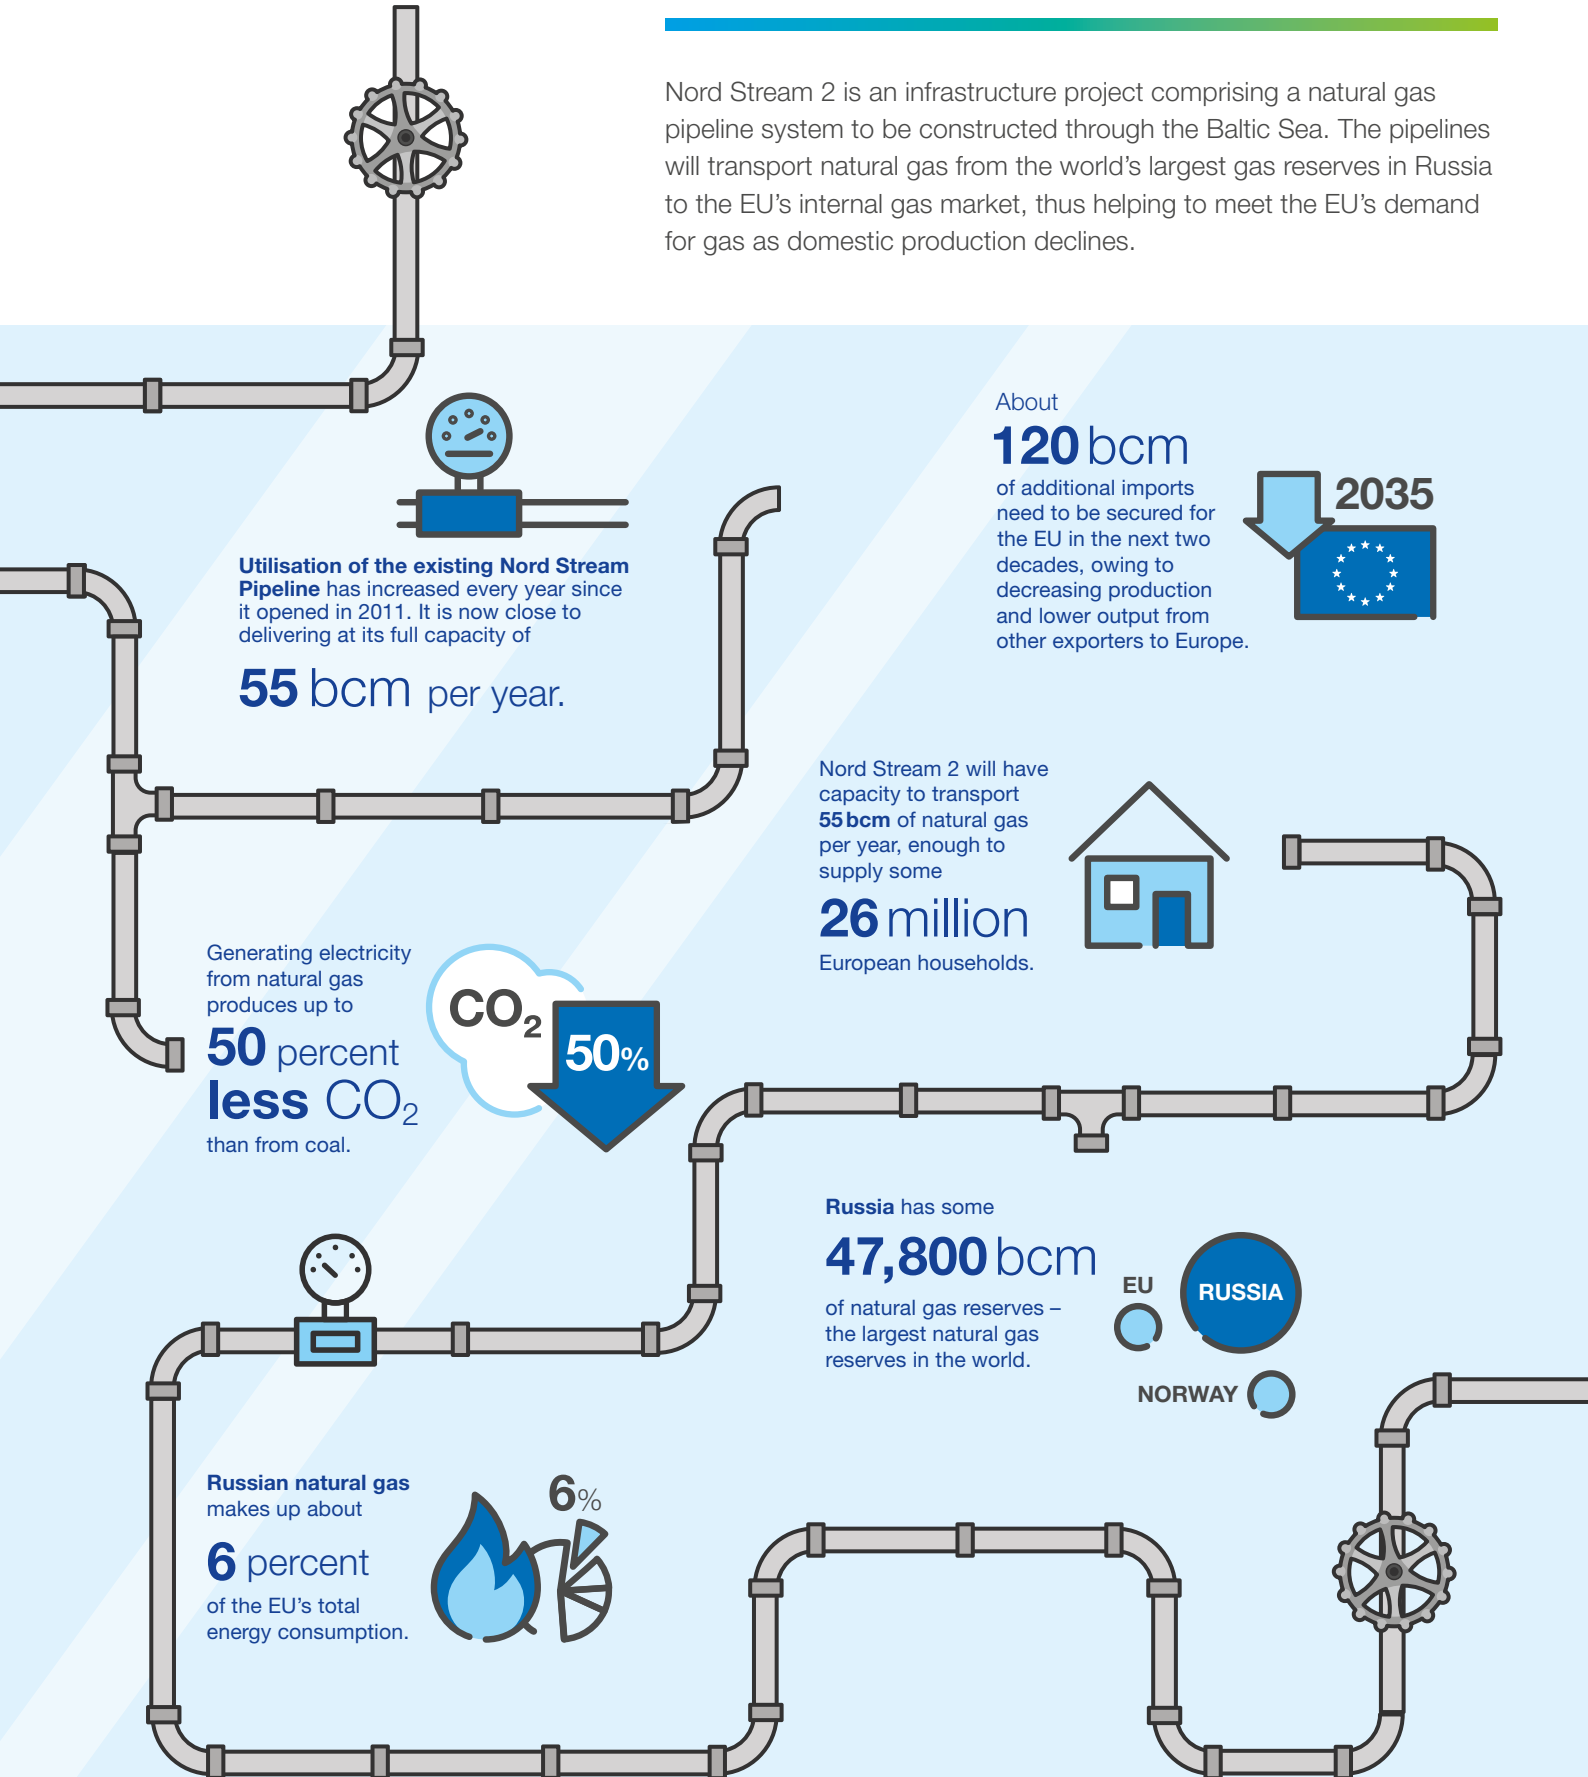 Nord Stream 2 is an infrastructure project comprising a natural gas
pipeline system to be constructed through the Baltic Sea. The pipelines
will transport natural gas from the world's largest gas reserves in Russia
to the EU's internal gas market, thus helping to meet the EU's demand
for gas as domestic production declines.
Utilisation of the existing Nord Stream
Pipeline has increased every year since
it opened in 2011. It is now close to
delivering at its full capacity of
55 bcm per year.
About
120 bcm
of additional imports
need to be secured for
the EU in the next two
decades, owing to
decreasing production
and lower output from
other exporters to Europe.
2035
Nord Stream 2 will have
capacity to transport
55 bcm of natural gas
per year, enough to
supply some
26 million
European households.
Generating electricity
from natural gas
produces up to
50 percent
less CO₂
than from coal.
CO₂
50%
Russia has some
47,800 bcm
of natural gas reserves –
the largest natural gas
reserves in the world.
EU
RUSSIA
NORWAY
Russian natural gas
makes up about
6 percent
of the EU's total
energy consumption.
6%